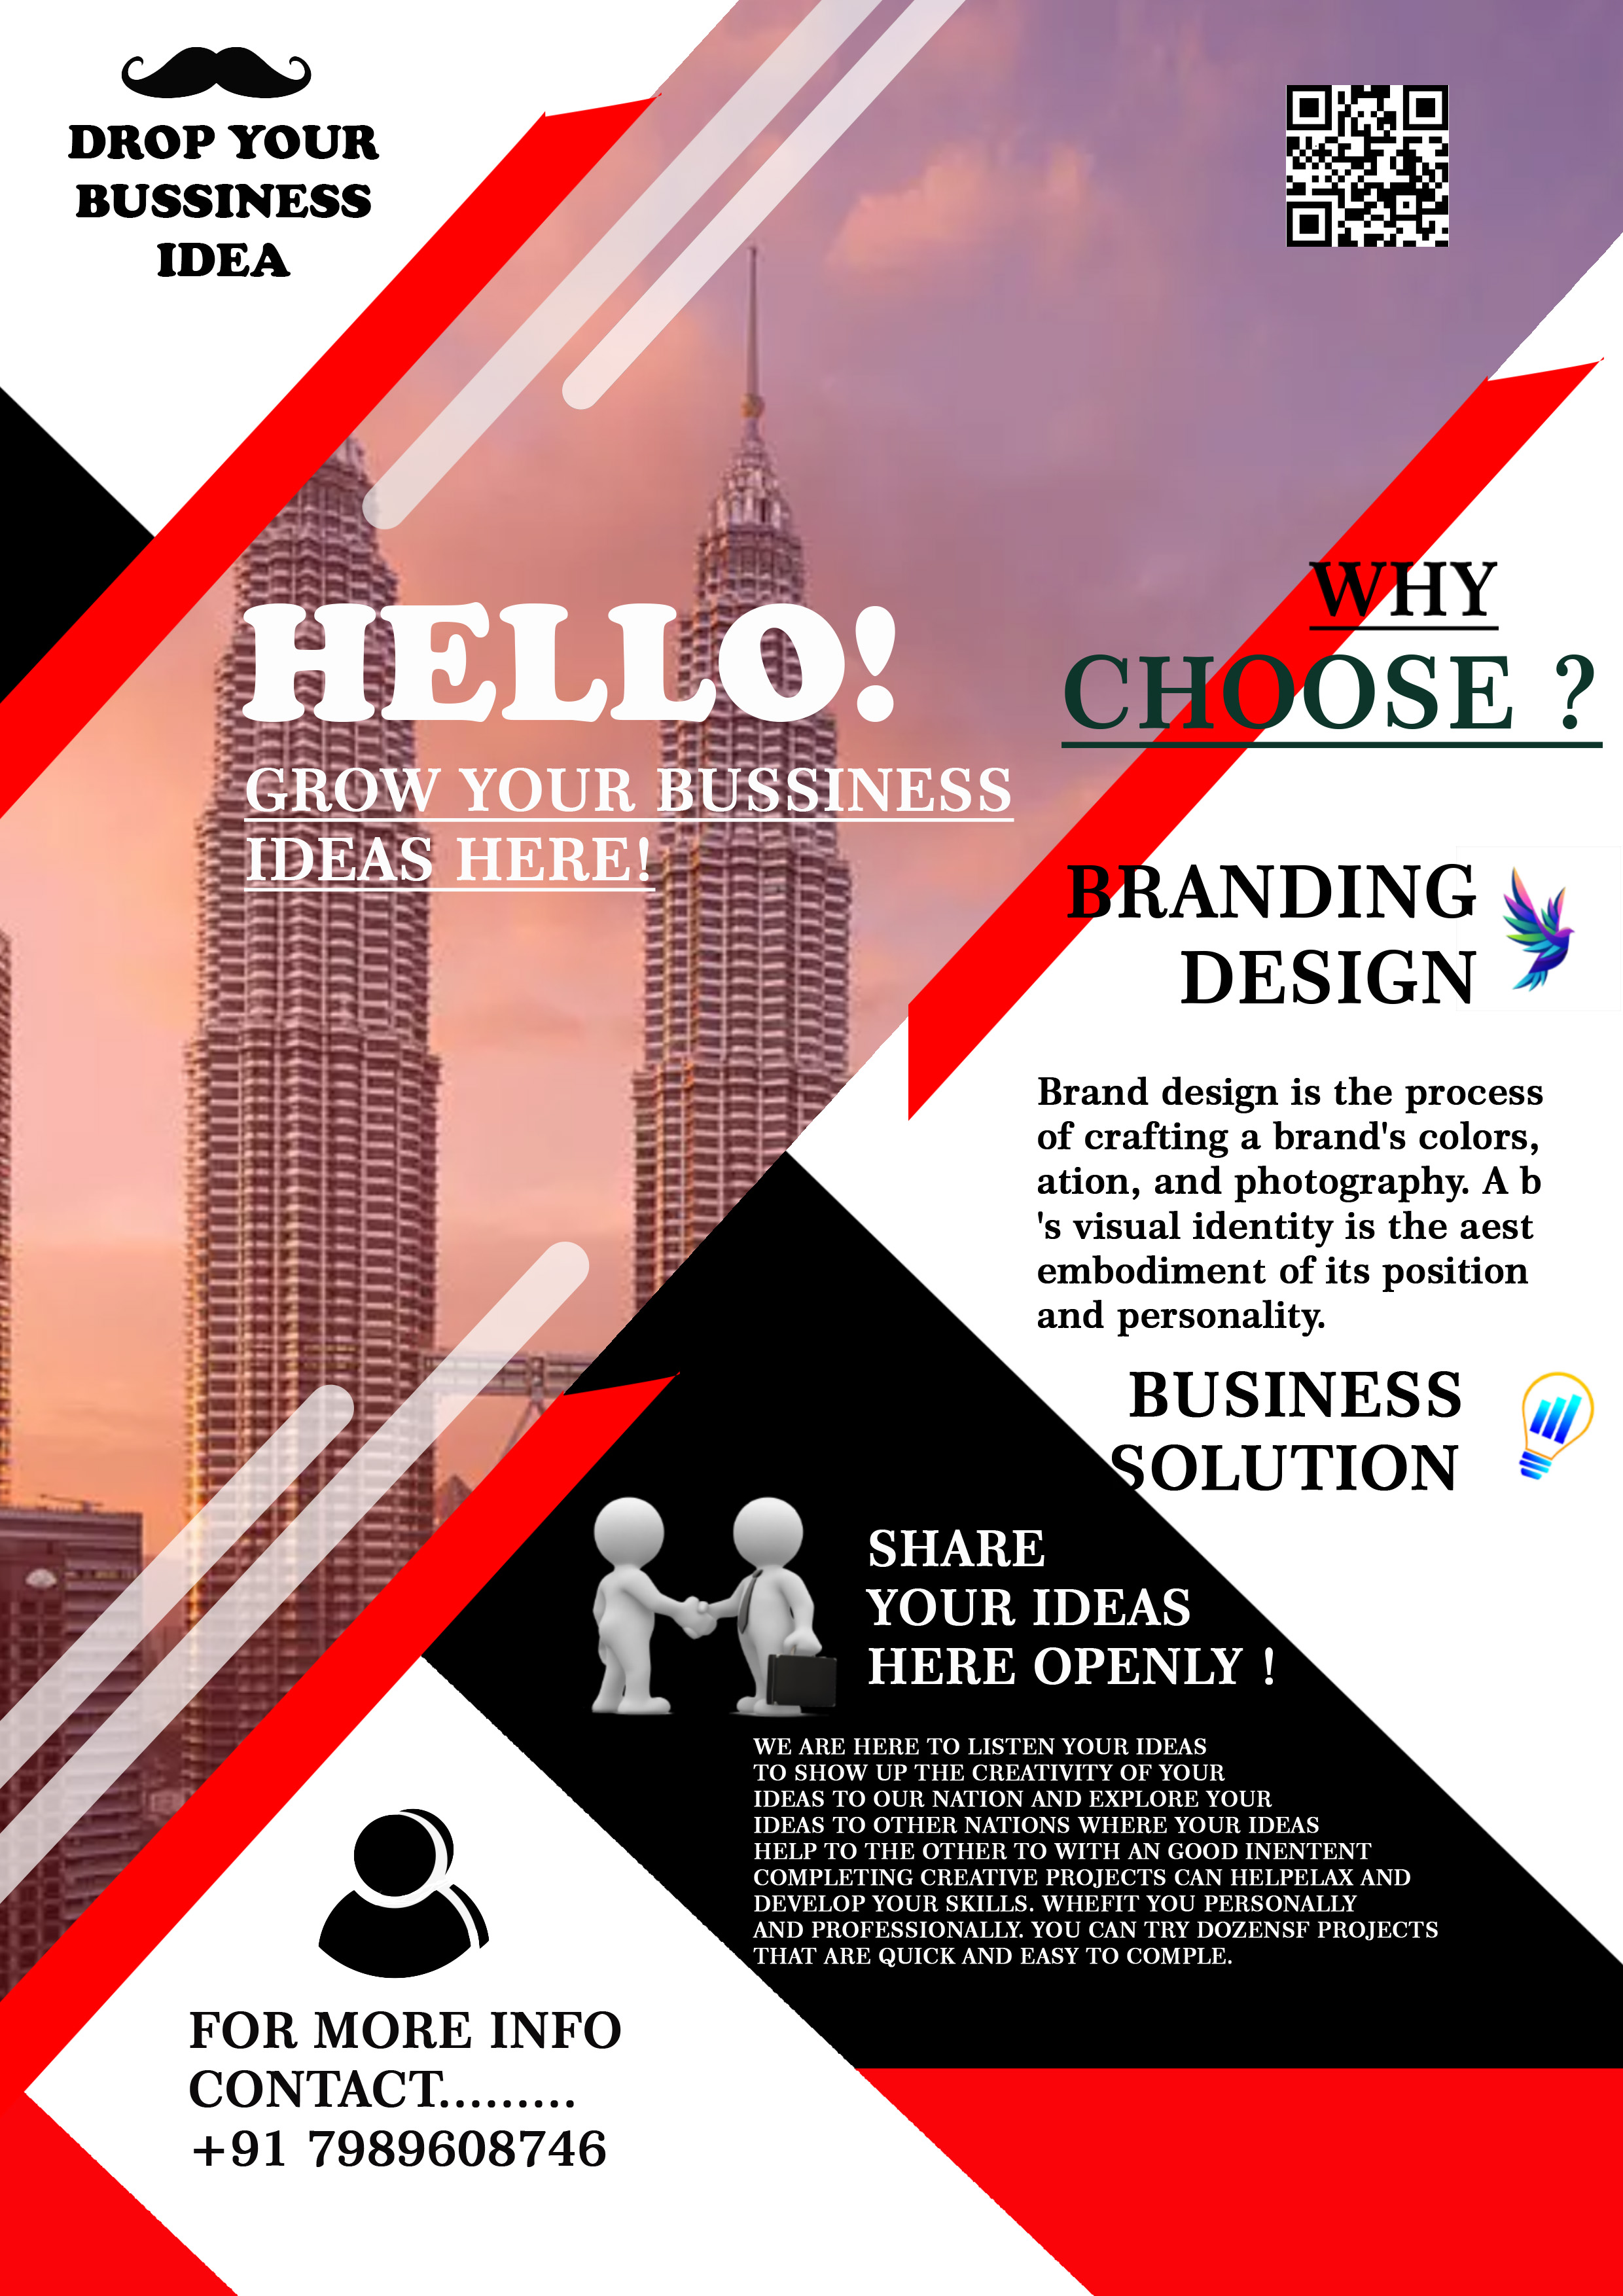 DROP YOUR
BUSSINESS
IDEA
HELLO!
GROW YOUR BUSSINESS
IDEAS HERE!
WHY
CHOOSE ?
BRANDING
DESIGN
Brand design is the process
of crafting a brand's colors,
ation, and photography. A b
's visual identity is the aest
embodiment of its position
and personality.
BUSINESS
SOLUTION
SHARE
YOUR IDEAS
HERE OPENLY !
WE ARE HERE TO LISTEN YOUR IDEAS
TO SHOW UP THE CREATIVITY OF YOUR
IDEAS TO OUR NATION AND EXPLORE YOUR
IDEAS TO OTHER NATIONS WHERE YOUR IDEAS
HELP TO THE OTHER TO WITH AN GOOD INENTENT
COMPLETING CREATIVE PROJECTS CAN HELPELAX AND
DEVELOP YOUR SKILLS. WHEFIT YOU PERSONALLY
AND PROFESSIONALLY. YOU CAN TRY DOZENSF PROJECTS
THAT ARE QUICK AND EASY TO COMPLE.
FOR MORE INFO
CONTACT.........
+91 7989608746